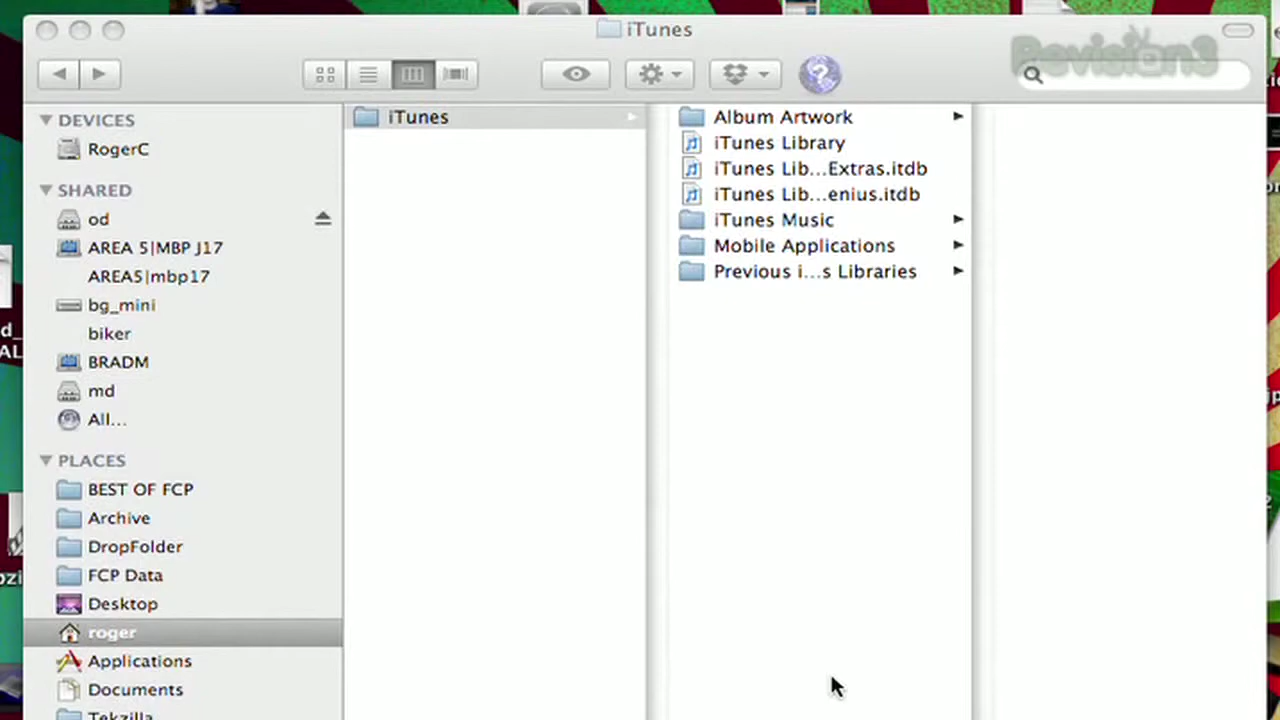 iTunes
Revision3
DEVICES
RogerC
SHARED
od
AREA 5|MBP J17
AREA5|mbp17
bg_mini
biker
BRADM
md
All...
PLACES
BEST OF FCP
Archive
DropFolder
FCP Data
Desktop
roger
Applications
Documents
Tekzilla
iTunes
Album Artwork
iTunes Library
iTunes Lib...Extras.itdb
iTunes Lib...enius.itdb
iTunes Music
Mobile Applications
Previous i...s Libraries